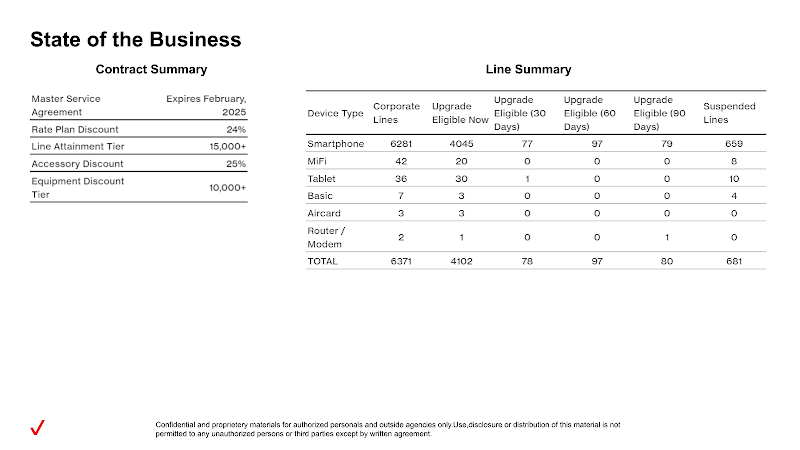 State of the Business
Contract Summary
Master Service Agreement Expires February, 2025
Rate Plan Discount 24%
Line Attainment Tier 15,000+
Accessory Discount 25%
Equipment Discount Tier 10,000+
Line Summary
Device Type Corporate Lines Upgrade Eligible Now Upgrade Eligible (30 Days) Upgrade Eligible (60 Days) Upgrade Eligible (90 Days) Suspended Lines
Smartphone 6281 4045 77 97 79 659
MiFi 42 20 0 0 0 8
Tablet 36 30 1 0 0 10
Basic 7 3 0 0 0 4
Aircard 3 3 0 0 0 0
Router / Modem 2 1 0 0 1 0
TOTAL 6371 4102 78 97 80 681
Confidential and proprietery materials for authorized personals and outside agencies only.Use,disclosure or distribution of this material is not
permitted to any unauthorized persons or third parties except by written agreement.